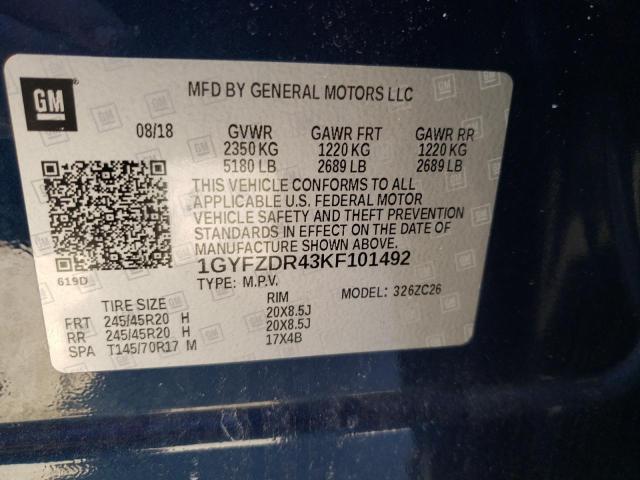 GM
MFD BY GENERAL MOTORS LLC
08/18 GVWR GAWR FRT GAWR RR
2350 KG 1220 KG 1220 KG
5180 LB 2689 LB 2689 LB
THIS VEHICLE CONFORMS TO ALL
APPLICABLE U.S. FEDERAL MOTOR
VEHICLE SAFETY AND THEFT PREVENTION
STANDARDS IN EFFECT ON THE DATE OF
MANUFACTURE SHOWN ABOVE.
619D
1GYFZDR43KF101492
TYPE: M.P.V. MODEL: 326ZC26
TIRE SIZE RIM
FRT 245/45R20 H 20X8.5J
RR 245/45R20 H 20X8.5J
SPA T145/70R17 M 17X4B